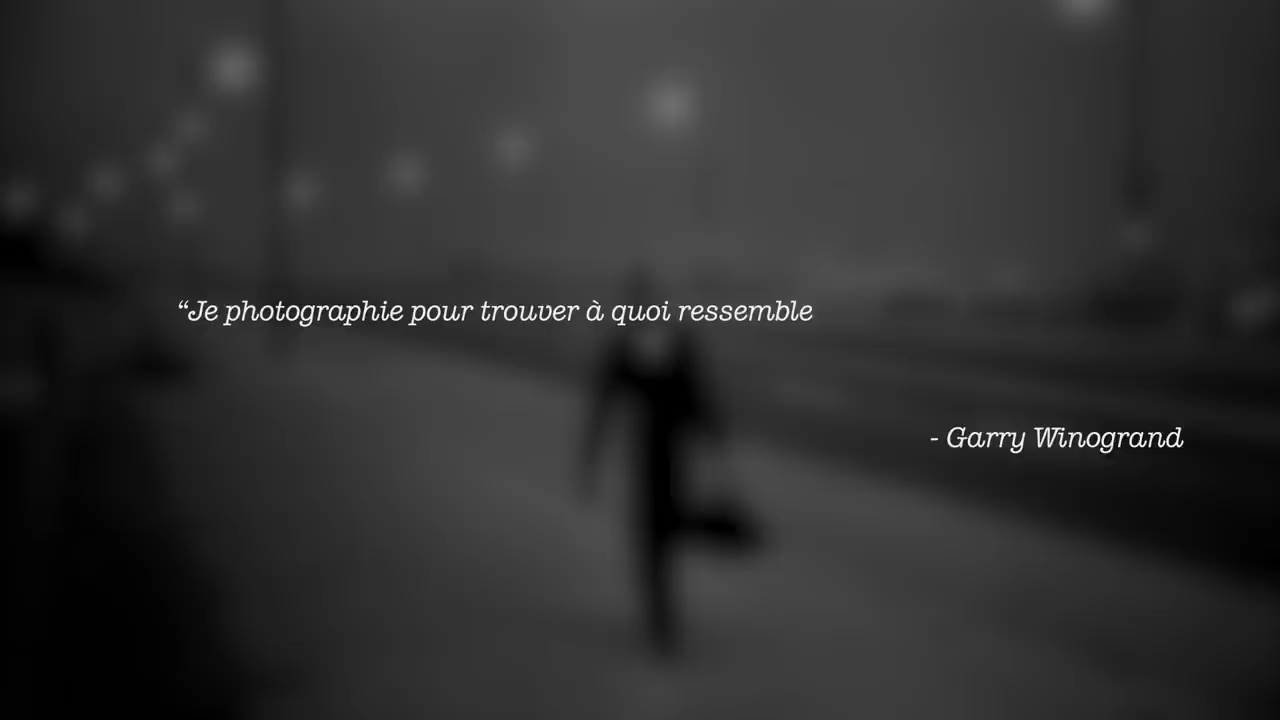 “Je photographie pour trouver à quoi ressemble
- Garry Winogrand